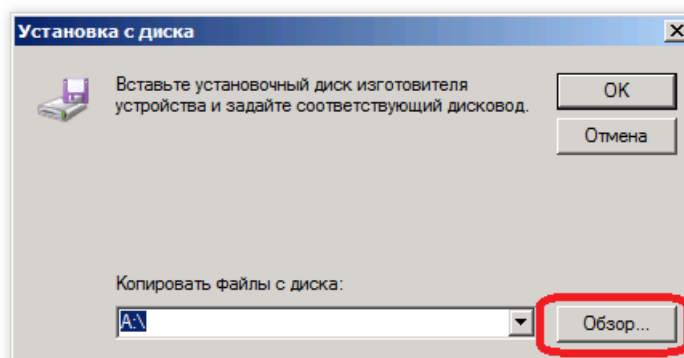 Установка с диска
Вставьте установочный диск изготовителя
устройства и задайте соответствующий дисковод.
OK
Отмена
Копировать файлы с диска:
A:\
Обзор...